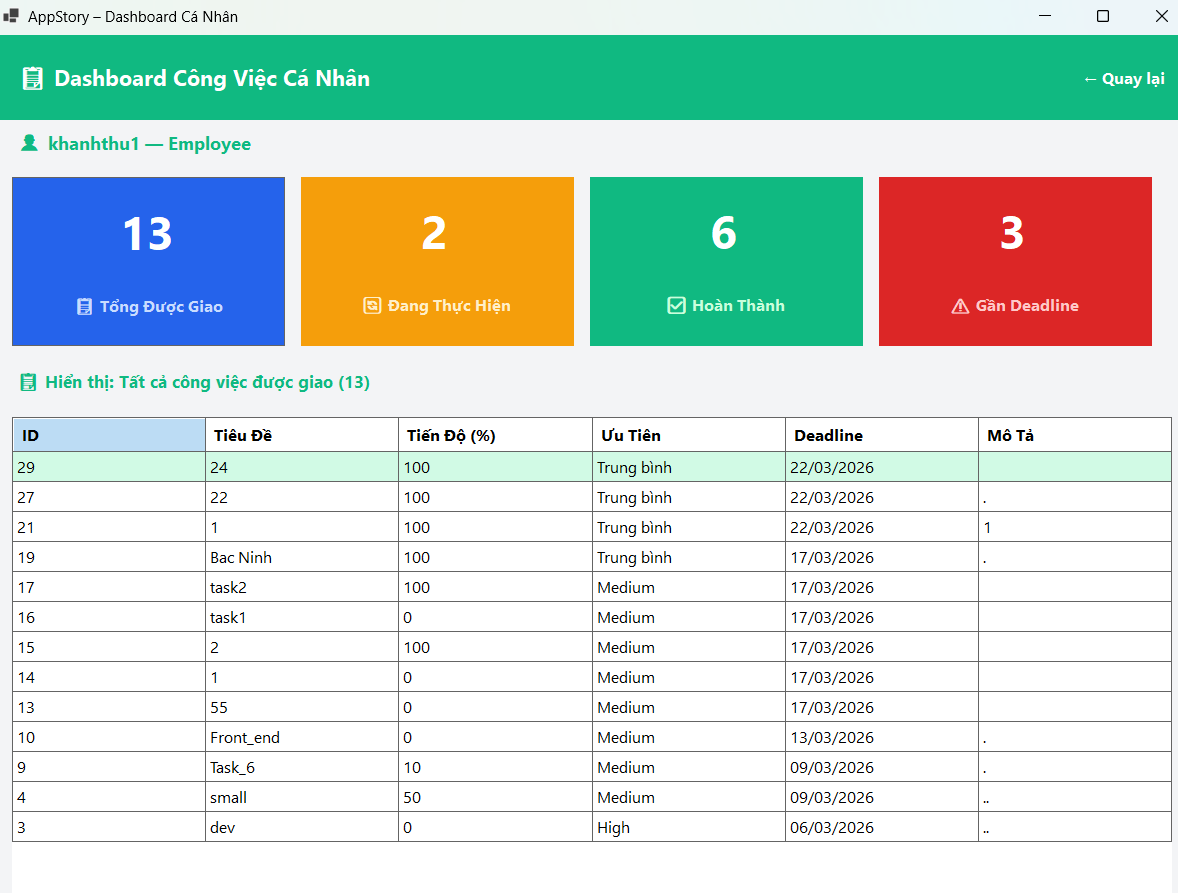 AppStory – Dashboard Cá Nhân
Dashboard Công Việc Cá Nhân
← Quay lại
khanhthu1 — Employee
13
2
6
3
Tổng Được Giao
Đang Thực Hiện
Hoàn Thành
Gần Deadline
Hiển thị: Tất cả công việc được giao (13)
ID Tiêu Đề Tiến Độ (%) Ưu Tiên Deadline Mô Tả
29 24 100 Trung bình 22/03/2026
27 22 100 Trung bình 22/03/2026 .
21 1 100 Trung bình 22/03/2026 1
19 Bac Ninh 100 Trung bình 17/03/2026 .
17 task2 100 Medium 17/03/2026
16 task1 0 Medium 17/03/2026
15 2 100 Medium 17/03/2026
14 1 0 Medium 17/03/2026
13 55 0 Medium 17/03/2026
10 Front_end 0 Medium 13/03/2026 .
9 Task_6 10 Medium 09/03/2026 .
4 small 50 Medium 09/03/2026 ..
3 dev 0 High 06/03/2026 ..